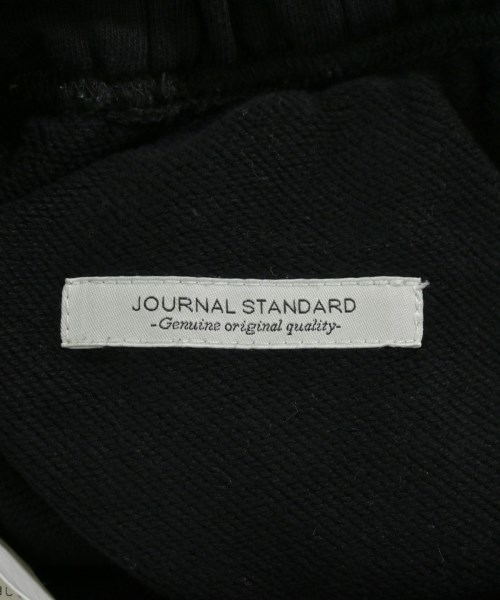 JOURNAL STANDARD
-Genuine original quality-